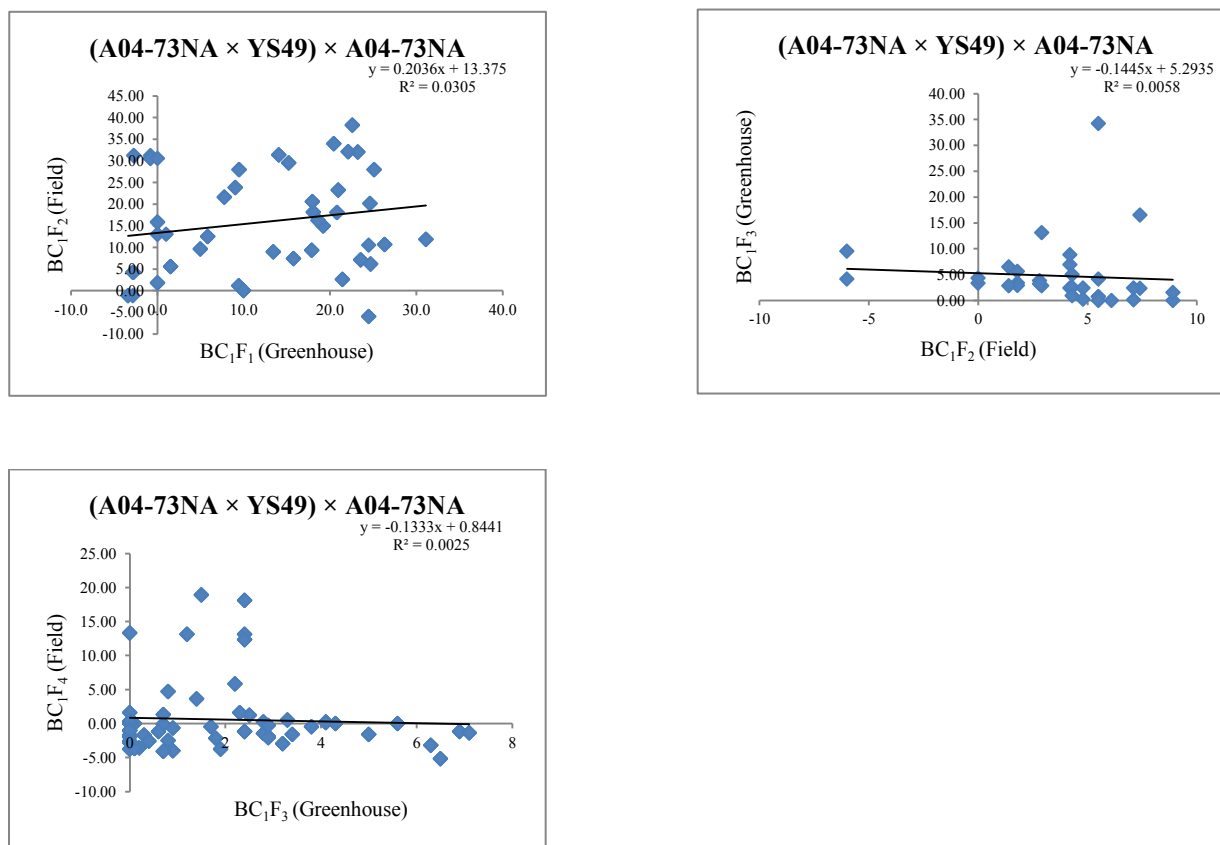 (A04-73NA × YS49) × A04-73NA
y = 0.2036x + 13.375
R² = 0.0305
45.00
40.00
35.00
30.00
25.00
20.00
15.00
10.00
5.00
0.00
-5.00
-10.00
-10.0 0.0 10.0 20.0 30.0 40.0
BC₁F₂ (Field)
BC₁F₁ (Greenhouse)
(A04-73NA × YS49) × A04-73NA
y = -0.1445x + 5.2935
R² = 0.0058
40.00
35.00
30.00
25.00
20.00
15.00
10.00
5.00
0.00
-10 -5 0 5 10
BC₁F₃ (Greenhouse)
BC₁F₂ (Field)
(A04-73NA × YS49) × A04-73NA
y = -0.1333x + 0.8441
R² = 0.0025
25.00
20.00
15.00
10.00
5.00
0.00
-5.00
-10.00
0 2 4 6 8
BC₁F₄ (Field)
BC₁F₃ (Greenhouse)